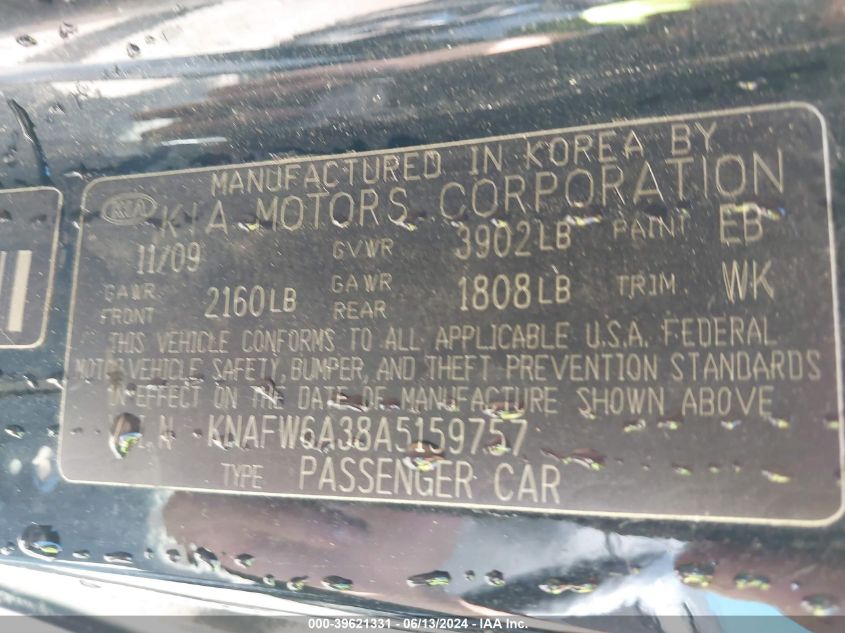 MANUFACTURED IN KOREA BY
KIA KIA MOTORS CORPORATION
11/09 GVWR 3902LB PAINT EB
GAWR FRONT 2160LB GAWR REAR 1808LB TRIM WK
THIS VEHICLE CONFORMS TO ALL APPLICABLE U.S.A. FEDERAL
MOTOR VEHICLE SAFETY, BUMPER, AND THEFT PREVENTION STANDARDS
IN EFFECT ON THE DATE OF MANUFACTURE SHOWN ABOVE.
V.I.N KNAFW6A38A5159757
TYPE PASSENGER CAR
000-39621331 - 06/13/2024 - IAA Inc.